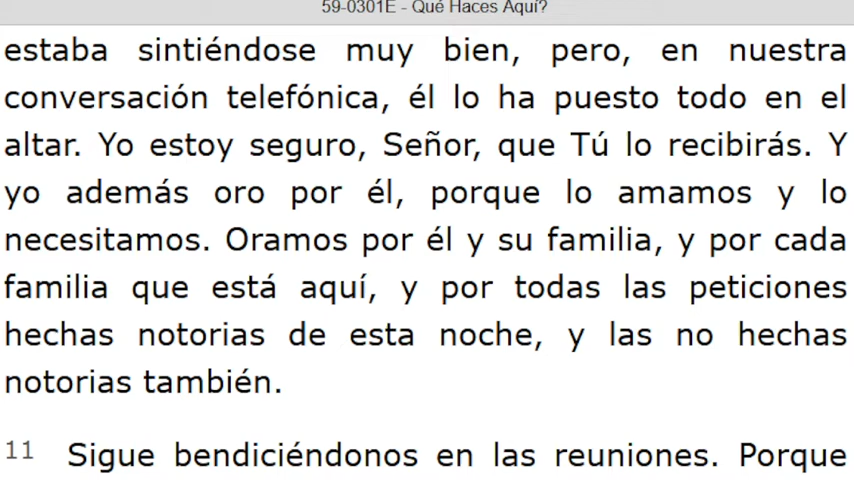 59-0301E - Qué Haces Aquí?
estaba sintiéndose muy bien, pero, en nuestra
conversación telefónica, él lo ha puesto todo en el
altar. Yo estoy seguro, Señor, que Tú lo recibirás. Y
yo además oro por él, porque lo amamos y lo
necesitamos. Oramos por él y su familia, y por cada
familia que está aquí, y por todas las peticiones
hechas notorias de esta noche, y las no hechas
notorias también.
11 Sigue bendiciéndonos en las reuniones. Porque